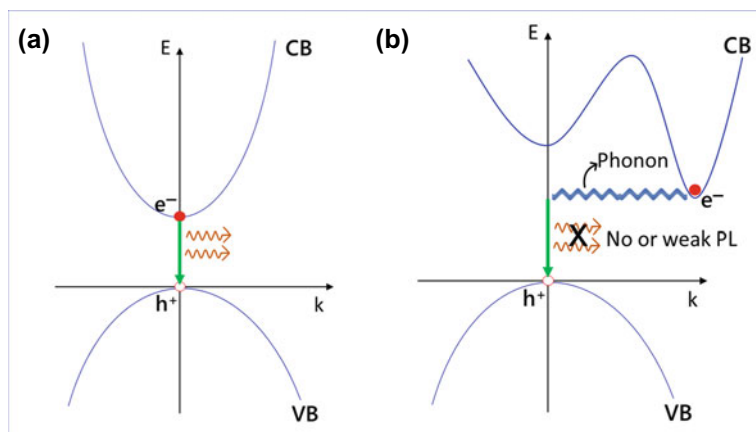 (a)
E
CB
e⁻
h⁺
k
VB
(b)
E
CB
Phonon
e⁻
X
No or weak PL
h⁺
k
VB